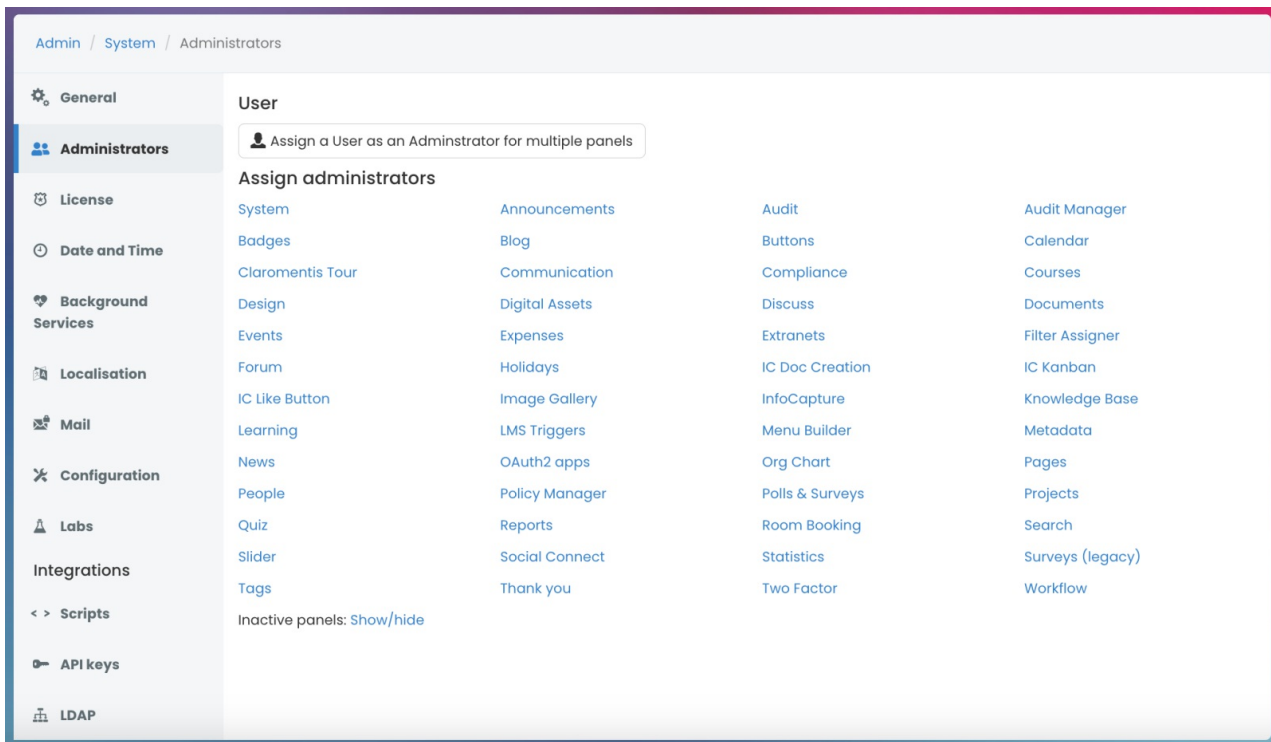 Admin / System / Administrators
General
Administrators
License
Date and Time
Background
Services
Localisation
Mail
Configuration
Labs
Integrations
< > Scripts
API keys
LDAP
User
Assign a User as an Adminstrator for multiple panels
Assign administrators
System Announcements Audit Audit Manager
Badges Blog Buttons Calendar
Claromentis Tour Communication Compliance Courses
Design Digital Assets Discuss Documents
Events Expenses Extranets Filter Assigner
Forum Holidays IC Doc Creation IC Kanban
IC Like Button Image Gallery InfoCapture Knowledge Base
Learning LMS Triggers Menu Builder Metadata
News OAuth2 apps Org Chart Pages
People Policy Manager Polls & Surveys Projects
Quiz Reports Room Booking Search
Slider Social Connect Statistics Surveys (legacy)
Tags Thank you Two Factor Workflow
Inactive panels: Show/hide